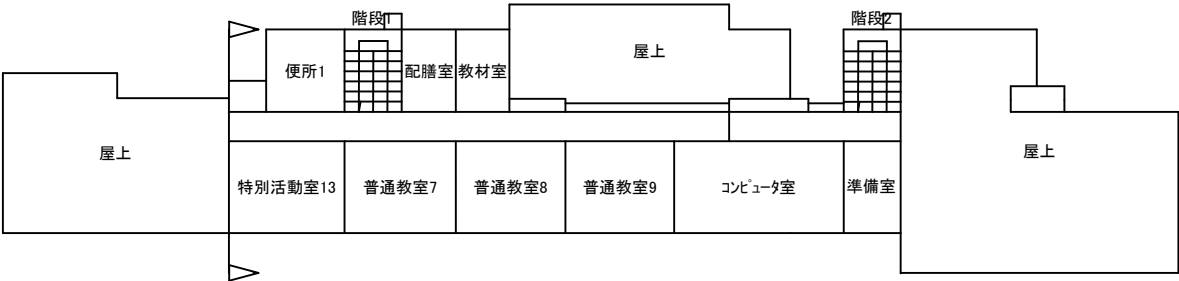 階段1
階段2
便所1
配膳室
教材室
屋上
屋上
屋上
特別活動室13
普通教室7
普通教室8
普通教室9
ｺﾝﾋﾟｭｰﾀ室
準備室